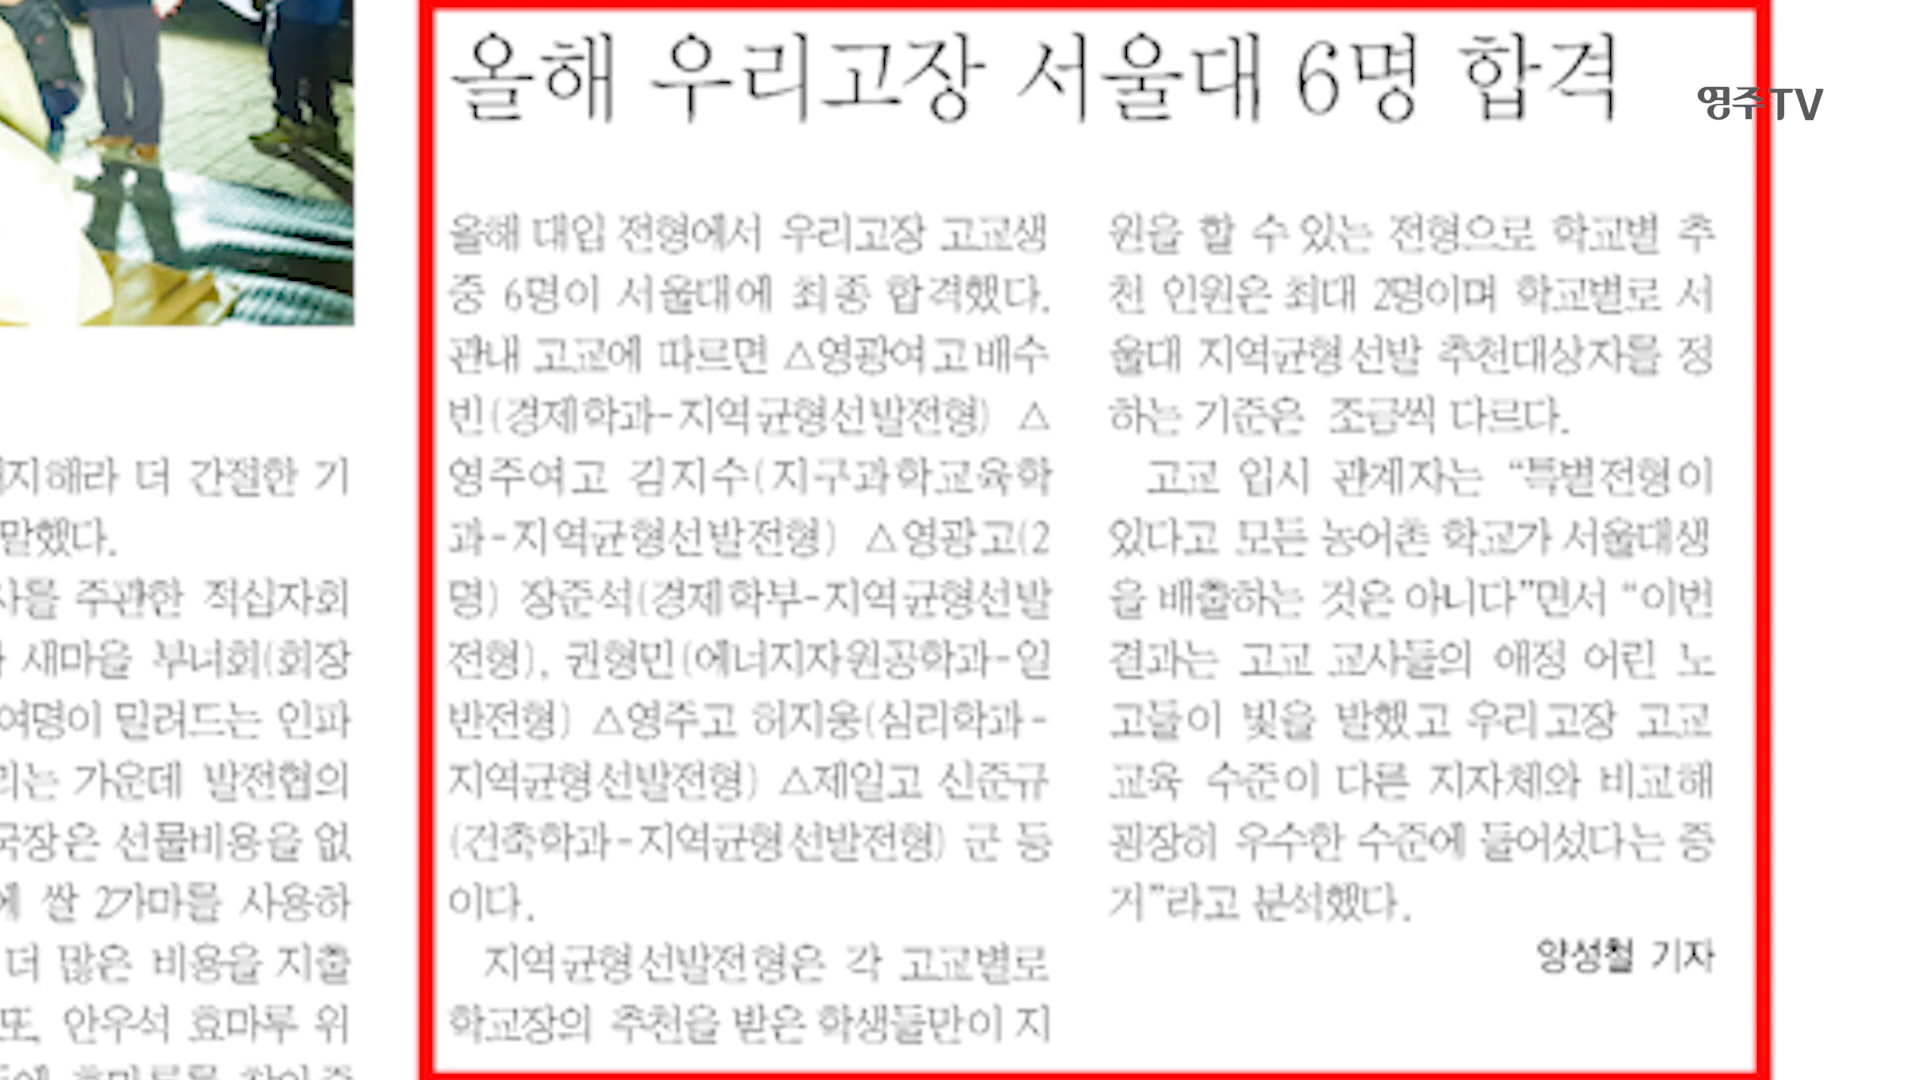 올해 우리고장 서울대 6명 합격
영주TV
올해 대입 전형에서 우리고장 고교생
중 6명이 서울대에 최종 합격했다.
관내 고교에 따르면 △영광여고 배수
빈(경제학과-지역균형선발전형) △
영주여고 김지수(지구과학교육학
과-지역균형선발전형) △영광고(2
명) 장준석(경제학부-지역균형선발
전형), 권형민(에너지자원공학과-일
반전형) △영주고 허지웅(심리학과-
지역균형선발전형) △제일고 신준규
(건축학과-지역균형선발전형) 군 등
이다.
지역균형선발전형은 각 고교별로
학교장의 추천을 받은 학생들만이 지
원을 할 수 있는 전형으로 학교별 추
천 인원은 최대 2명이며 학교별로 서
울대 지역균형선발 추천대상자를 정
하는 기준은 조금씩 다르다.
고교 입시 관계자는 “특별전형이
있다고 모든 농어촌 학교가 서울대생
을 배출하는 것은 아니다”면서 “이번
결과는 고교 교사들의 애정 어린 노
고들이 빛을 발했고 우리고장 고교
교육 수준이 다른 지자체와 비교해
굉장히 우수한 수준에 들어섰다는 증
거”라고 분석했다.
양성철 기자
지해라 더 간절한 기
말했다.
사를 주관한 적십자회
새마을 부녀회(회장
여명이 밀려드는 인파
리는 가운데 발전협의
국장은 선물비용을 없
에 쌀 2가마를 사용하
더 많은 비용을 지출
또, 안우석 효마루 위